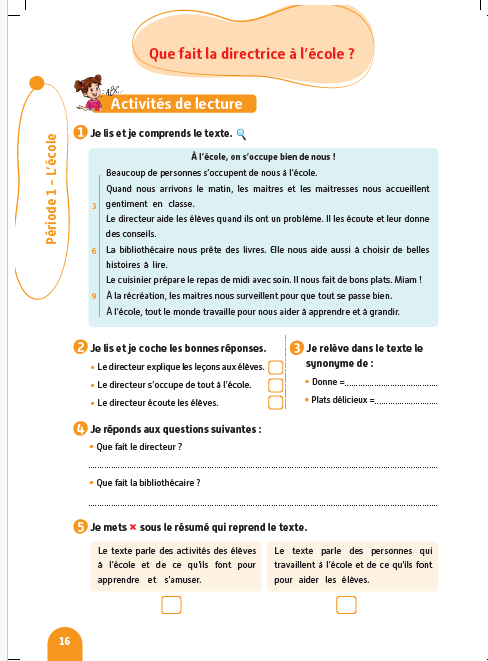 Que fait la directrice à l'école ?
ABC
Activités de lecture
Période 1 - L'école
1 Je lis et je comprends le texte.
À l'école, on s'occupe bien de nous !
Beaucoup de personnes s'occupent de nous à l'école.
Quand nous arrivons le matin, les maitres et les maitresses nous accueillent
3 gentiment en classe.
Le directeur aide les élèves quand ils ont un problème. Il les écoute et leur donne
des conseils.
6 La bibliothécaire nous prête des livres. Elle nous aide aussi à choisir de belles
histoires à lire.
Le cuisinier prépare le repas de midi avec soin. Il nous fait de bons plats. Miam !
9 À la récréation, les maitres nous surveillent pour que tout se passe bien.
À l'école, tout le monde travaille pour nous aider à apprendre et à grandir.
2 Je lis et je coche les bonnes réponses.
• Le directeur explique les leçons aux élèves.
• Le directeur s'occupe de tout à l'école.
• Le directeur écoute les élèves.
3 Je relève dans le texte le
synonyme de :
• Donne =...............................
• Plats délicieux =.....................
4 Je réponds aux questions suivantes :
• Que fait le directeur ?
• Que fait la bibliothécaire ?
5 Je mets × sous le résumé qui reprend le texte.
Le texte parle des activités des élèves
à l'école et de ce qu'ils font pour
apprendre et s'amuser.
Le texte parle des personnes qui
travaillent à l'école et de ce qu'ils font
pour aider les élèves.
16